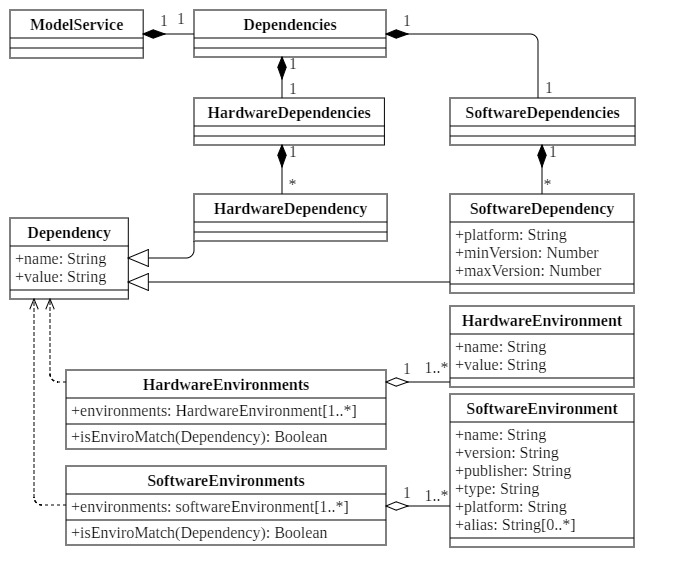 ModelService
1
1
Dependencies
1
1
1
1
HardwareDependencies
SoftwareDependencies
1
*
1
*
HardwareDependency
SoftwareDependency
+platform: String
+minVersion: Number
+maxVersion: Number
Dependency
+name: String
+value: String
HardwareEnvironment
+name: String
+value: String
1
1..*
HardwareEnvironments
+environments: HardwareEnvironment[1..*]
+isEnviroMatch(Dependency): Boolean
SoftwareEnvironment
+name: String
+version: String
+publisher: String
+type: String
+platform: String
+alias: String[0..*]
1
1..*
SoftwareEnvironments
+environments: softwareEnvironment[1..*]
+isEnviroMatch(Dependency): Boolean